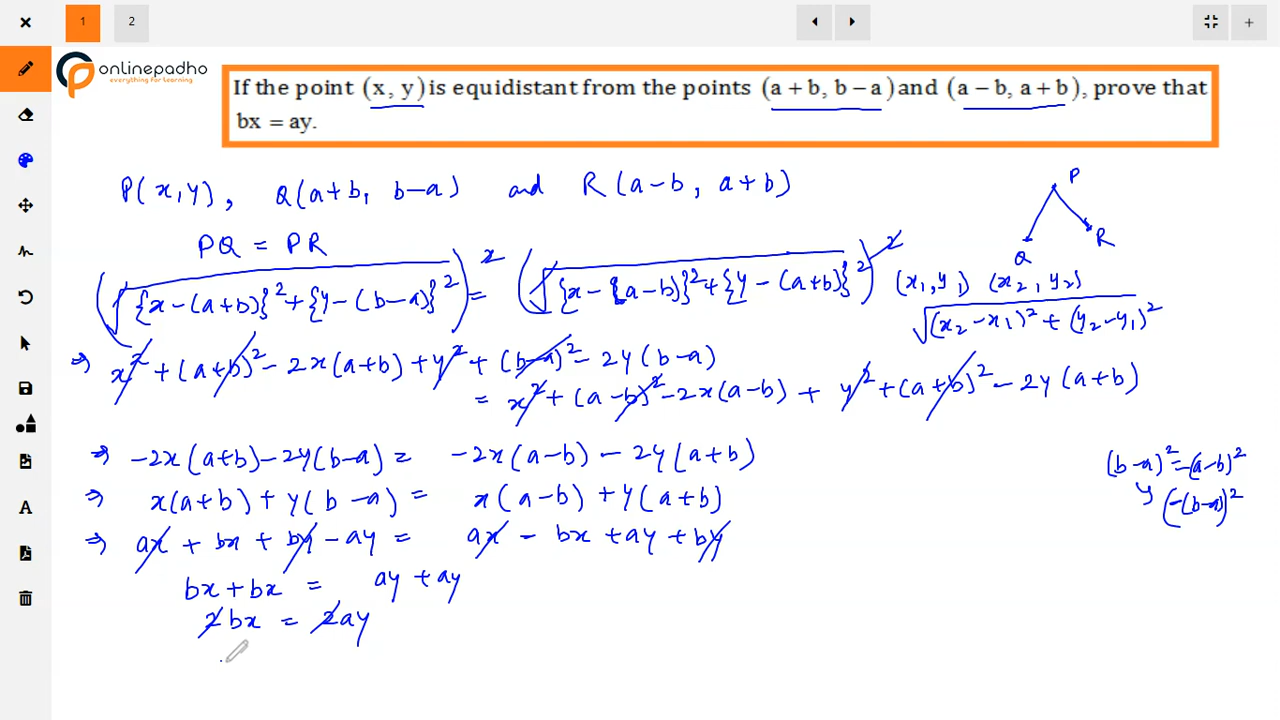 1 2
onlinepadho
everything for learning
If the point (x, y) is equidistant from the points (a + b, b − a) and (a − b, a + b), prove that
bx = ay.
P(x,y), Q(a+b, b−a) and R(a−b, a+b)
P
Q
R
PQ = PR
(√{x−(a+b)}²+{y−(b−a)}²)² = (√{x−{a−b)}²+{y−(a+b)}²)²
(x₁,y₁) (x₂,y₂)
√(x₂−x₁)²+(y₂−y₁)²
⇒ x²+(a+b)²−2x(a+b)+y²+(b−a)²−2y(b−a)
= x²+(a−b)²−2x(a−b)+y²+(a+b)²−2y(a+b)
⇒ −2x(a+b)−2y(b−a) = −2x(a−b)−2y(a+b)
(b−a)²=(a−b)²
(−(b−a)²
⇒ x(a+b)+y(b−a) = x(a−b)+y(a+b)
⇒ ax+bx+by−ay = ax−bx+ay+by
bx+bx = ay+ay
2bx = 2ay